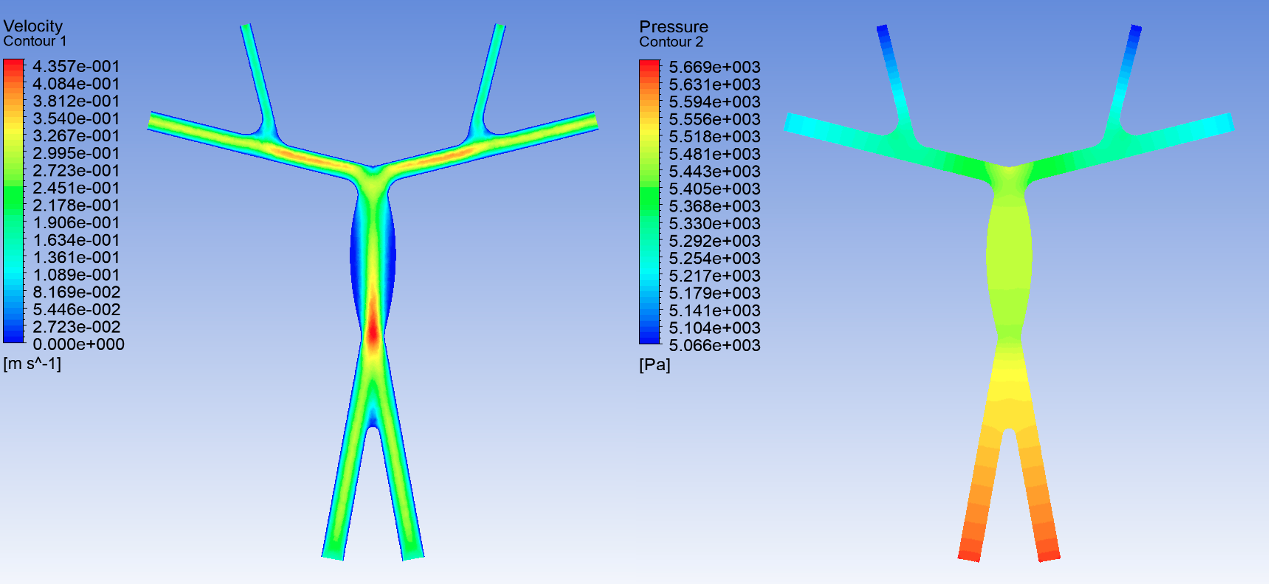 Velocity
Contour 1
4.357e-001
4.084e-001
3.812e-001
3.540e-001
3.267e-001
2.995e-001
2.723e-001
2.451e-001
2.178e-001
1.906e-001
1.634e-001
1.361e-001
1.089e-001
8.169e-002
5.446e-002
2.723e-002
0.000e+000
[m s^-1]
Pressure
Contour 2
5.669e+003
5.631e+003
5.594e+003
5.556e+003
5.518e+003
5.481e+003
5.443e+003
5.405e+003
5.368e+003
5.330e+003
5.292e+003
5.254e+003
5.217e+003
5.179e+003
5.141e+003
5.104e+003
5.066e+003
[Pa]